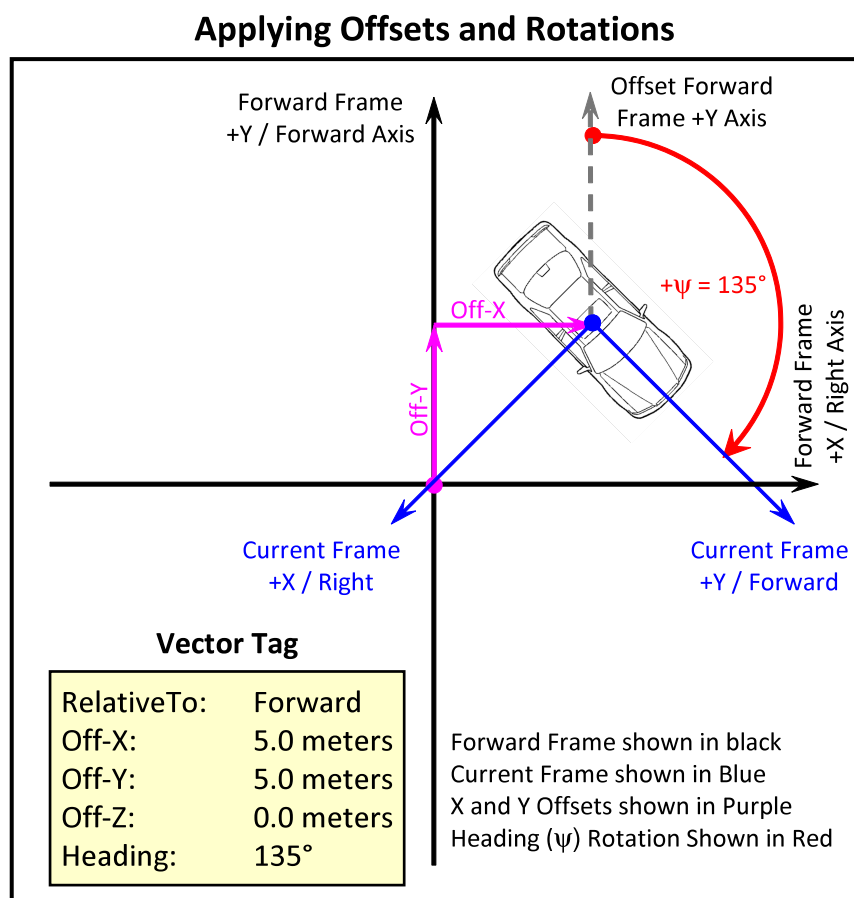 Applying Offsets and Rotations
Forward Frame
+Y / Forward Axis
Offset Forward
Frame +Y Axis
+ψ = 135°
Off-X
Off-Y
Forward Frame
+X / Right Axis
Current Frame
+X / Right
Current Frame
+Y / Forward
Vector Tag
RelativeTo: Forward
Off-X: 5.0 meters
Off-Y: 5.0 meters
Off-Z: 0.0 meters
Heading: 135°
Forward Frame shown in black
Current Frame shown in Blue
X and Y Offsets shown in Purple
Heading (ψ) Rotation Shown in Red